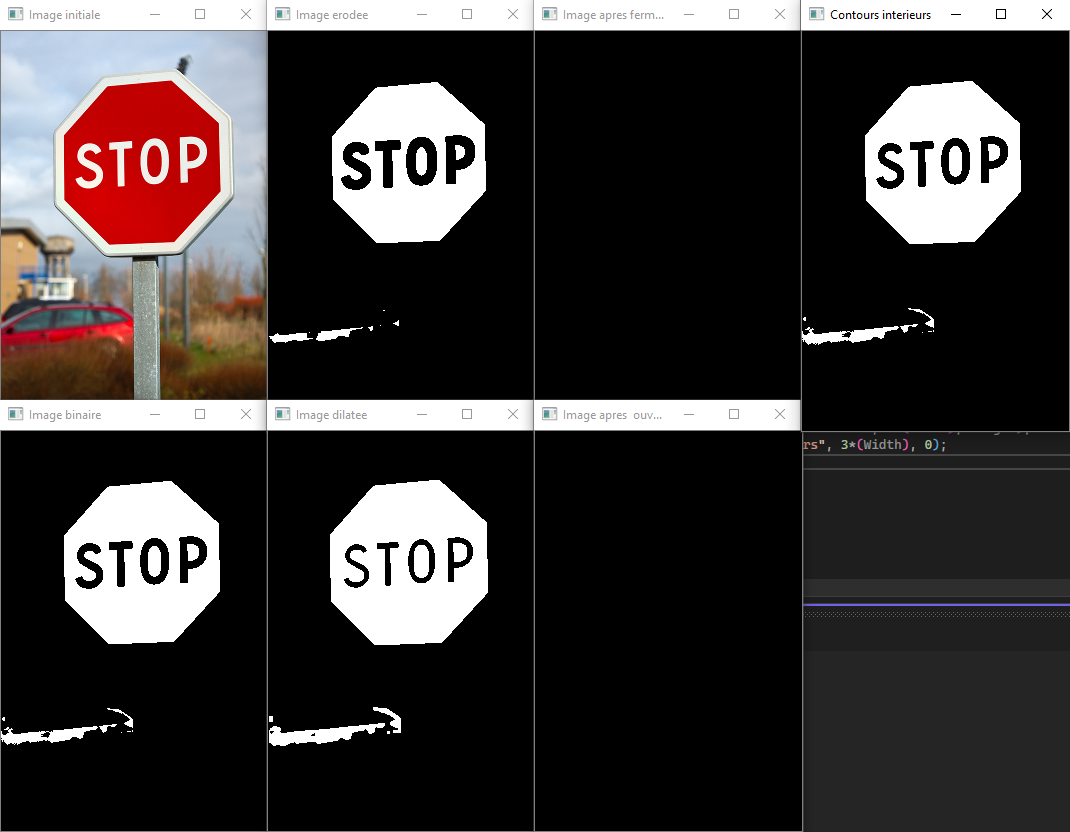 Image initiale
Image erodee
Image apres ferm...
Contours interieurs
STOP
STOP
STOP
Image binaire
Image dilatee
Image apres ouv...
rs", 3*(Width), 0);
STOP
STOP